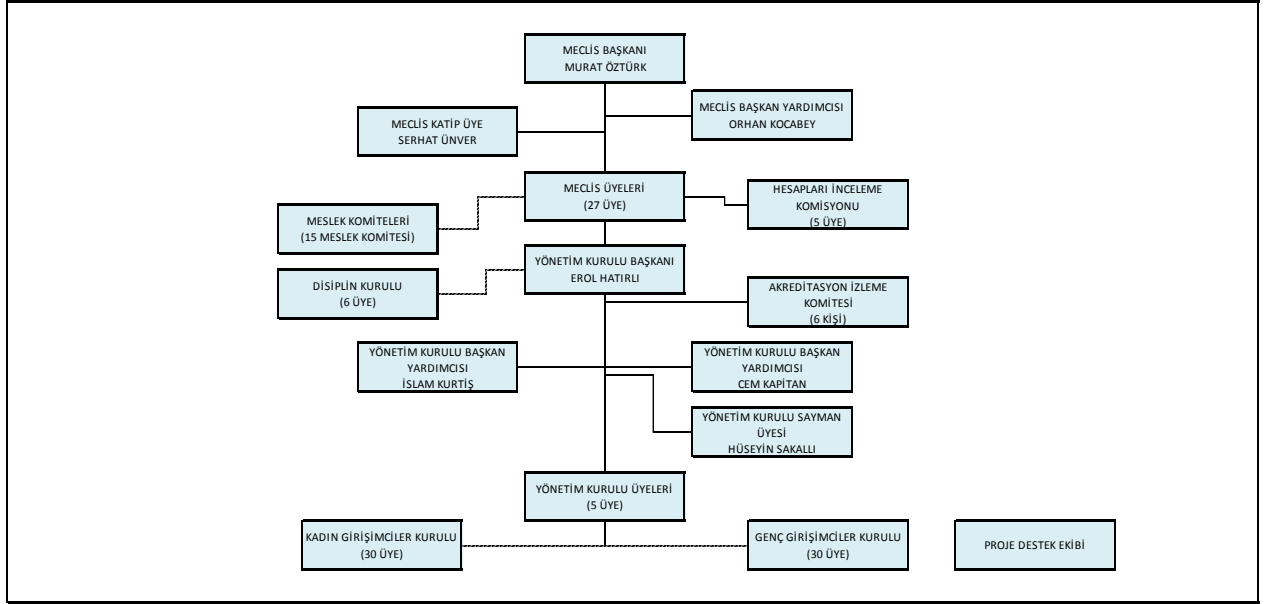 MECLİS BAŞKANI
MURAT ÖZTÜRK
MECLİS BAŞKAN YARDIMCISI
ORHAN KOCABEY
MECLİS KATİP ÜYE
SERHAT ÜNVER
MECLİS ÜYELERİ
(27 ÜYE)
HESAPLARI İNCELEME
KOMİSYONU
(5 ÜYE)
MESLEK KOMİTELERİ
(15 MESLEK KOMİTESİ)
YÖNETİM KURULU BAŞKANI
EROL HATIRLI
DİSİPLİN KURULU
(6 ÜYE)
AKREDİTASYON İZLEME
KOMİTESİ
(6 KİŞİ)
YÖNETİM KURULU BAŞKAN
YARDIMCISI
İSLAM KURTİŞ
YÖNETİM KURULU BAŞKAN
YARDIMCISI
CEM KAPİTAN
YÖNETİM KURULU SAYMAN
ÜYESİ
HÜSEYİN SAKALLI
YÖNETİM KURULU ÜYELERİ
(5 ÜYE)
KADIN GİRİŞİMCİLER KURULU
(30 ÜYE)
GENÇ GİRİŞİMCİLER KURULU
(30 ÜYE)
PROJE DESTEK EKİBİ